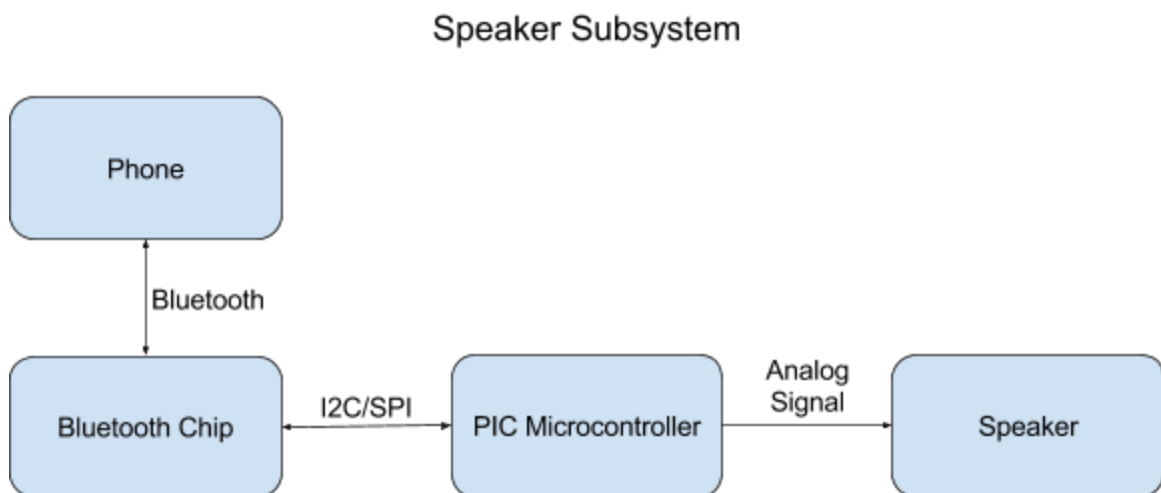 Speaker Subsystem
Phone
Bluetooth
Bluetooth Chip
I2C/SPI
PIC Microcontroller
Analog
Signal
Speaker